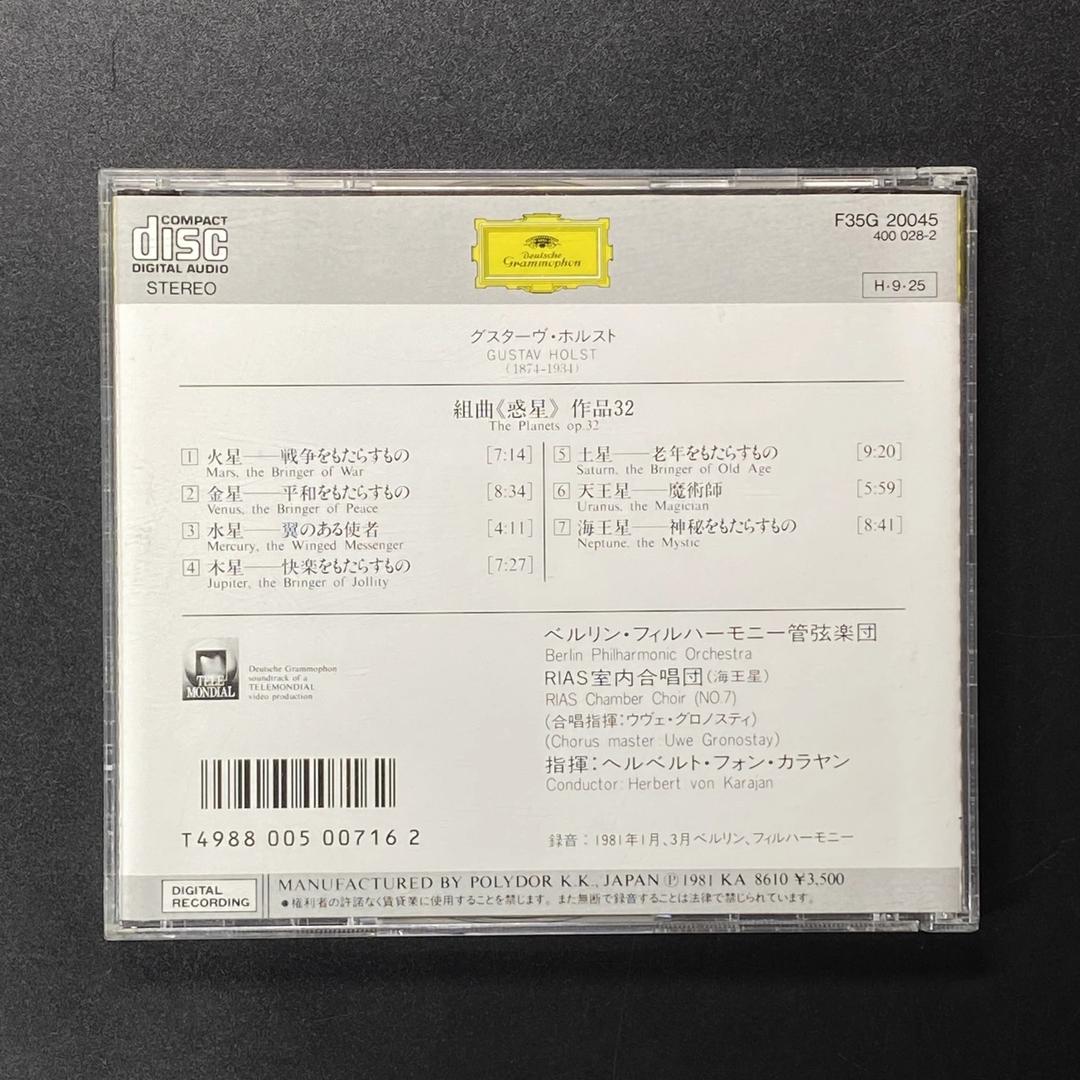 COMPACT
disc
DIGITAL AUDIO
STEREO
Deutsche
Grammophon
F35G 20045
400 028-2
H・9・25
グスターヴ・ホルスト
GUSTAV HOLST
(1874-1934)
組曲《惑星》 作品32
The Planets op.32
1 火星——戦争をもたらすもの [7:14]
Mars, the Bringer of War
2 金星——平和をもたらすもの [8:34]
Venus, the Bringer of Peace
3 水星——翼のある使者 [4:11]
Mercury, the Winged Messenger
4 木星——快楽をもたらすもの [7:27]
Jupiter, the Bringer of Jollity
5 土星——老年をもたらすもの [9:20]
Saturn, the Bringer of Old Age
6 天王星——魔術師 [5:59]
Uranus, the Magician
7 海王星——神秘をもたらすもの [8:41]
Neptune, the Mystic
TELE
MONDIAL
Deutsche Grammophon
soundtrack of a
TELEMONDIAL
video production
ベルリン・フィルハーモニー管弦楽団
Berlin Philharmonic Orchestra
RIAS室内合唱団(海王星)
RIAS Chamber Choir (NO.7)
(合唱指揮:ウヴェ・グロノスティ)
(Chorus master: Uwe Gronostay)
指揮:ヘルベルト・フォン・カラヤン
Conductor: Herbert von Karajan
T4988 005 00716 2
録音:1981年1月、3月ベルリン、フィルハーモニー
DIGITAL
RECORDING
MANUFACTURED BY POLYDOR K.K., JAPAN Ⓟ1981 KA 8610 ¥3,500
●権利者の許諾なく賃貸業に使用することを禁じます。また無断で録音することは法律で禁じられています。